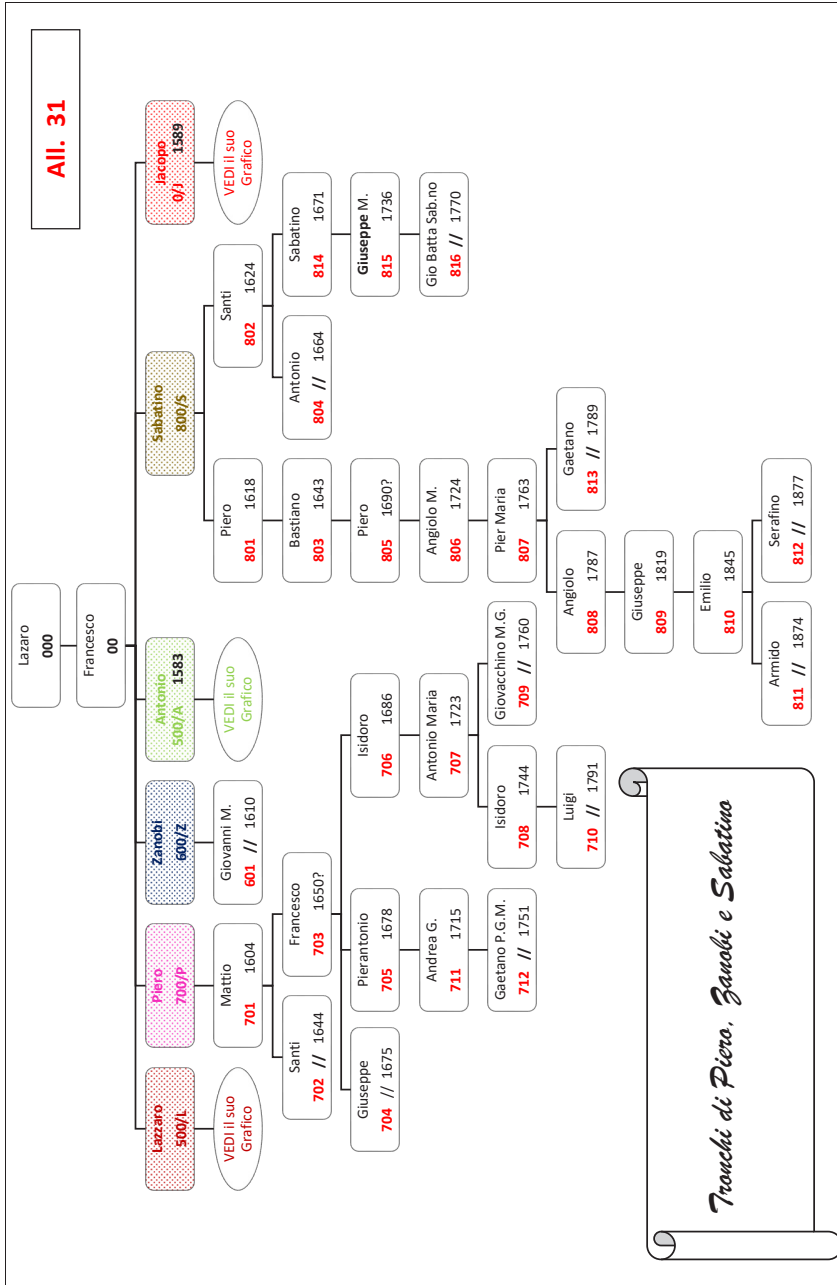 All. 31
Lazaro
000
Francesco
00
Lazzaro
500/L
Piero
700/P
Zanobi
600/Z
Antonio
500/A 1583
Sabatino
800/S
Jacopo
0/J 1589
VEDI il suo
Grafico
Mattio
701 1604
Giovanni M.
601 // 1610
VEDI il suo
Grafico
VEDI il suo
Grafico
Santi
702 // 1644
Francesco
703 1650?
Piero
801 1618
Santi
802 1624
Giuseppe
704 // 1675
Pierantonio
705 1678
Isidoro
706 1686
Bastiano
803 1643
Antonio
804 // 1664
Sabatino
814 1671
Andrea G.
711 1715
Antonio Maria
707 1723
Piero
805 1690?
Giuseppe M.
815 1736
Gaetano P.G.M.
712 // 1751
Isidoro
708 1744
Giovacchino M.G.
709 // 1760
Angiolo M.
806 1724
Gio Batta Sab.no
816 // 1770
Luigi
710 // 1791
Pier Maria
807 1763
Angiolo
808 1787
Gaetano
813 // 1789
Giuseppe
809 1819
Emilio
810 1845
Armido
811 // 1874
Serafino
812 // 1877
Tronchi di Piero, Zanobi e Sabatino